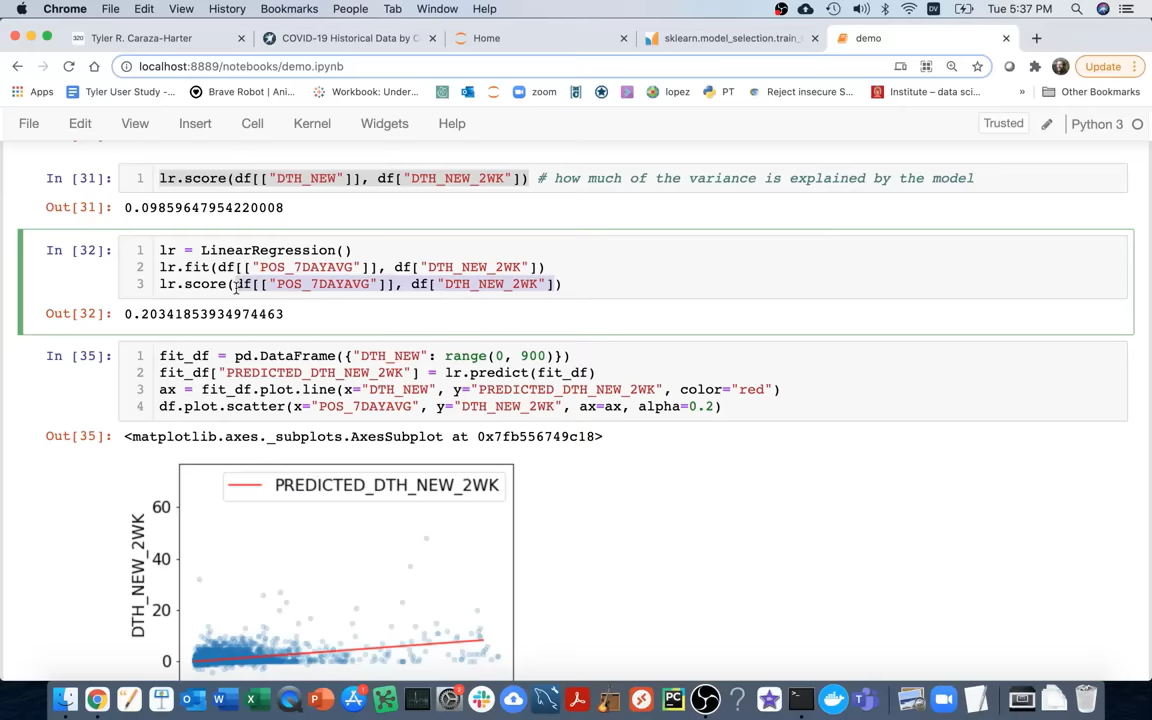 Chrome File Edit View History Bookmarks People Tab Window Help Tue 5:37 PM
Tyler R. Caraza-Harter COVID-19 Historical Data by C Home sklearn.model_selection.train_ demo
localhost:8889/notebooks/demo.ipynb Update
Apps Tyler User Study -... Brave Robot | Ani... Workbook: Under... zoom lopez PT Reject insecure S... Institute – data sci... » Other Bookmarks
File Edit View Insert Cell Kernel Widgets Help Trusted Python 3
In [31]: 1 lr.score(df[["DTH_NEW"]], df["DTH_NEW_2WK"]) # how much of the variance is explained by the model
Out[31]: 0.09859647954220008
In [32]: 1 lr = LinearRegression()
2 lr.fit(df[["POS_7DAYAVG"]], df["DTH_NEW_2WK"])
3 lr.score(df[["POS_7DAYAVG"]], df["DTH_NEW_2WK"])
Out[32]: 0.20341853934974463
In [35]: 1 fit_df = pd.DataFrame({"DTH_NEW": range(0, 900)})
2 fit_df["PREDICTED_DTH_NEW_2WK"] = lr.predict(fit_df)
3 ax = fit_df.plot.line(x="DTH_NEW", y="PREDICTED_DTH_NEW_2WK", color="red")
4 df.plot.scatter(x="POS_7DAYAVG", y="DTH_NEW_2WK", ax=ax, alpha=0.2)
Out[35]: <matplotlib.axes._subplots.AxesSubplot at 0x7fb556749c18>
PREDICTED_DTH_NEW_2WK
DTH_NEW_2WK
60
40
20
0